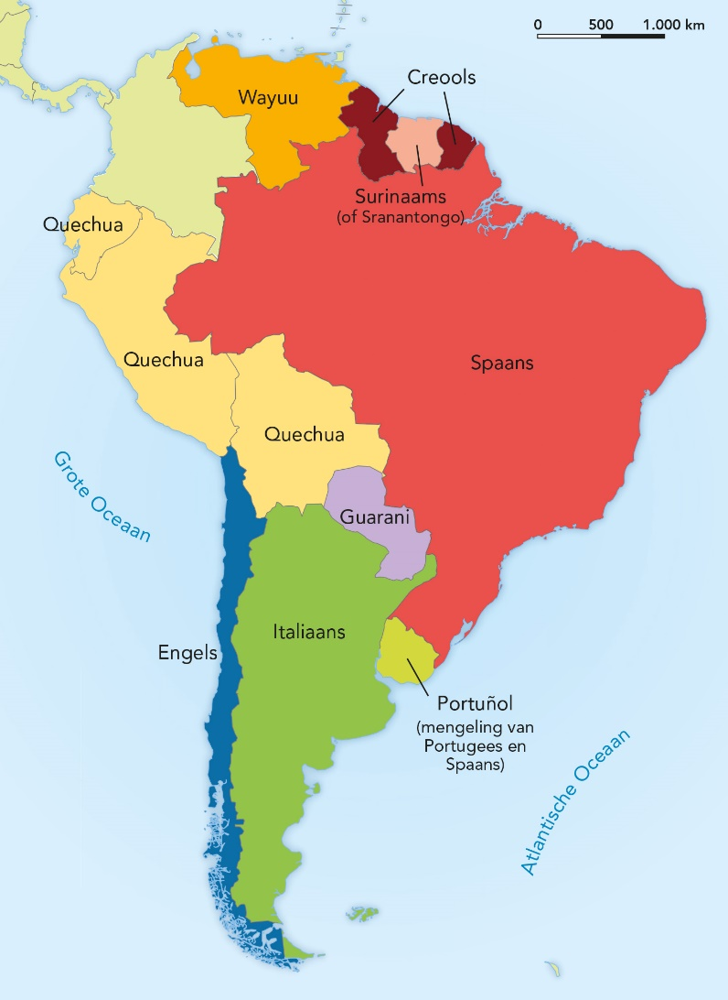 0 500 1.000 km
Creools
Wayuu
Surinaams
(of Sranantongo)
Quechua
Quechua
Spaans
Quechua
Grote Oceaan
Guarani
Italiaans
Engels
Portuñol
(mengeling van
Portugees en
Spaans)
Atlantische Oceaan